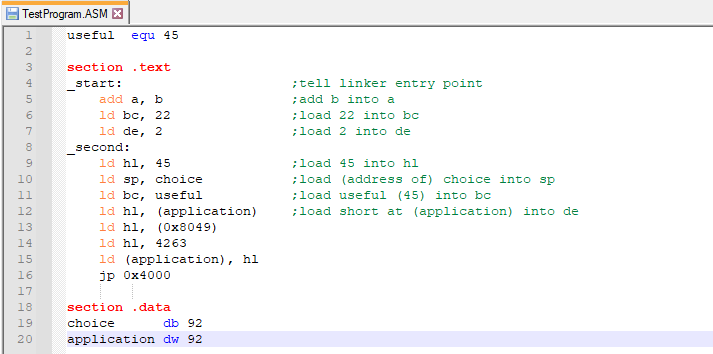 TestProgram.ASM
1 useful equ 45
2
3 section .text
4 _start: ;tell linker entry point
5 add a, b ;add b into a
6 ld bc, 22 ;load 22 into bc
7 ld de, 2 ;load 2 into de
8 _second:
9 ld hl, 45 ;load 45 into hl
10 ld sp, choice ;load (address of) choice into sp
11 ld bc, useful ;load useful (45) into bc
12 ld hl, (application) ;load short at (application) into de
13 ld hl, (0x8049)
14 ld hl, 4263
15 ld (application), hl
16 jp 0x4000
17
18 section .data
19 choice db 92
20 application dw 92